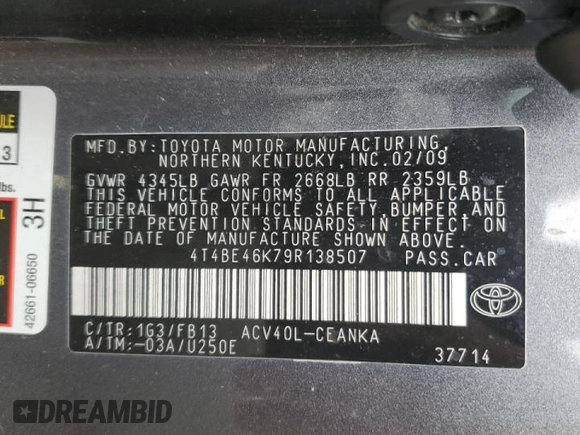 ULE
3
lbs.
3H
42661-06650
MFD.BY:TOYOTA MOTOR MANUFACTURING,
NORTHERN KENTUCKY,INC.02/09
GVWR 4345LB GAWR FR 2668LB RR 2359LB
THIS VEHICLE CONFORMS TO ALL APPLICABLE
FEDERAL MOTOR VEHICLE SAFETY,BUMPER,AND
THEFT PREVENTION STANDARDS IN EFFECT ON
THE DATE OF MANUFACTURE SHOWN ABOVE.
4T4BE46K79R138507 PASS.CAR
C/TR:1G3/FB13 ACV40L-CEANKA
A/TM:-03A/U250E
37714
DREAMBID